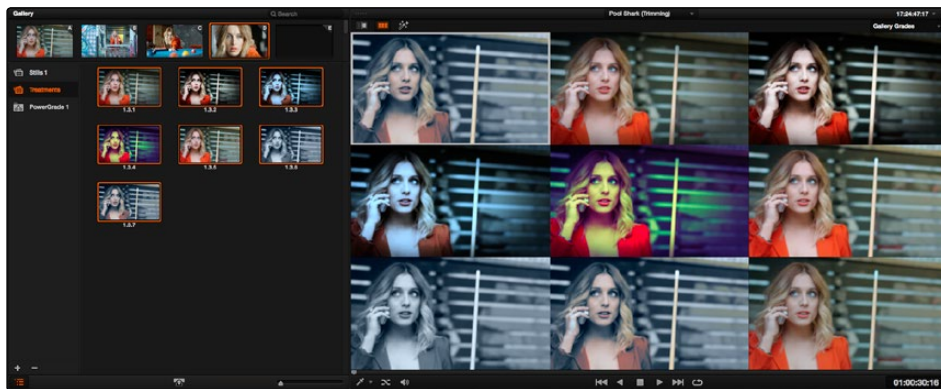 Gallery
Search
Pool Shark (Trimming)
17:24:47:17
Gallery Grades
A
C
E
Stills 1
Treatments
PowerGrade 1
1.3.1
1.3.2
1.3.3
1.3.4
1.3.5
1.3.6
1.3.7
01:00:30:16